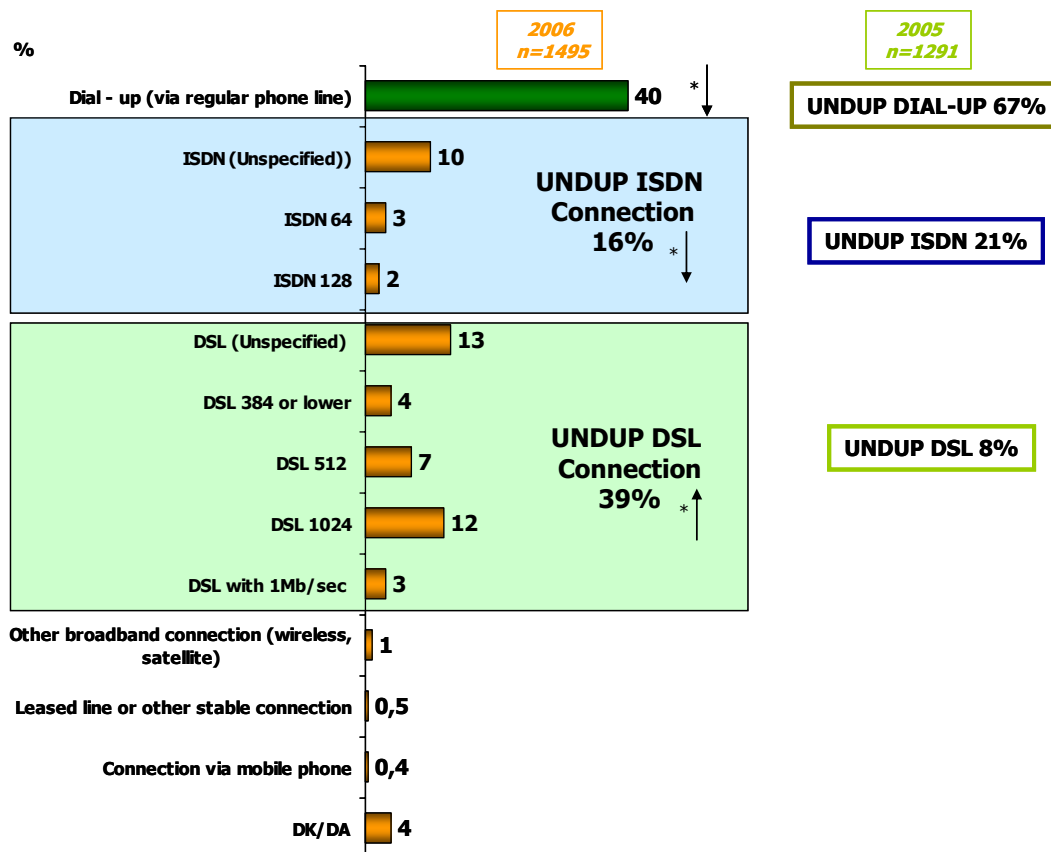 %
2006
n=1495
2005
n=1291
Dial - up (via regular phone line)
40
*
UNDUP DIAL-UP 67%
ISDN (Unspecified))
10
ISDN 64
3
ISDN 128
2
UNDUP ISDN
Connection
16%
*
UNDUP ISDN 21%
DSL (Unspecified)
13
DSL 384 or lower
4
DSL 512
7
DSL 1024
12
DSL with 1Mb/sec
3
UNDUP DSL
Connection
39%
*
UNDUP DSL 8%
Other broadband connection (wireless,
satellite)
1
Leased line or other stable connection
0,5
Connection via mobile phone
0,4
DK/DA
4